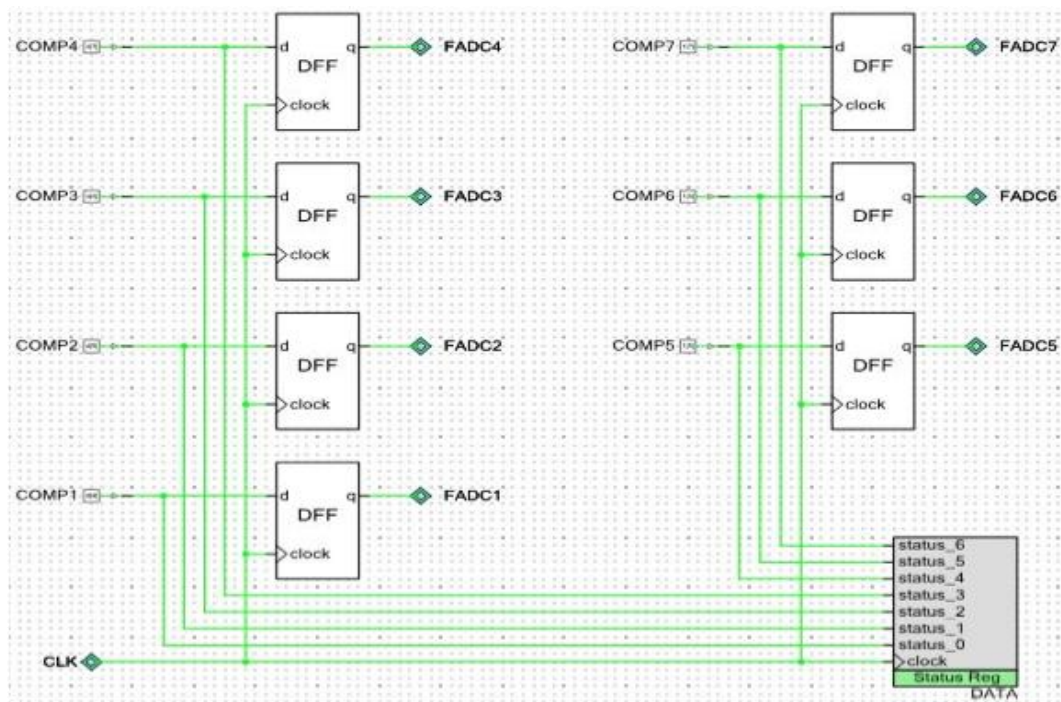 COMP4 d q FADC4
DFF
clock
COMP7 d q FADC7
DFF
clock
COMP3 d q FADC3
DFF
clock
COMP6 d q FADC6
DFF
clock
COMP2 d q FADC2
DFF
clock
COMP5 d q FADC5
DFF
clock
COMP1 d q FADC1
DFF
clock
status_6
status_5
status_4
status_3
status_2
status_1
status_0
CLK
clock
Status Reg
DATA